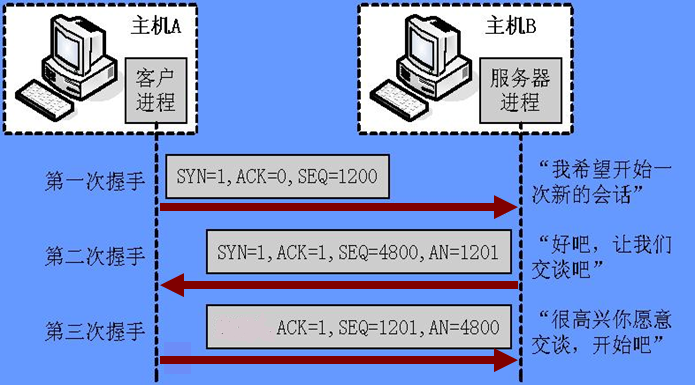 主机A
主机B
客户
进程
服务器
进程
第一次握手
SYN=1,ACK=0,SEQ=1200
“我希望开始一
次新的会话”
第二次握手
SYN=1,ACK=1,SEQ=4800,AN=1201
“好吧，让我们
交谈吧”
第三次握手
ACK=1,SEQ=1201,AN=4800
“很高兴你愿意
交谈，开始吧”